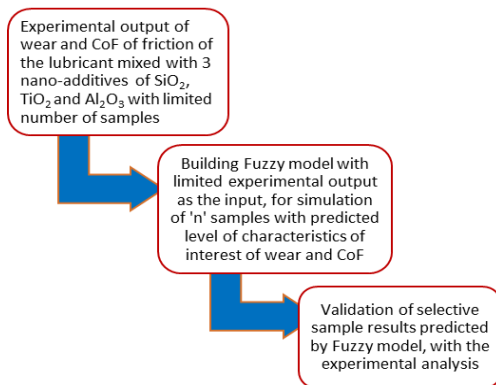 Experimental output of
wear and CoF of friction of
the lubricant mixed with 3
nano-additives of SiO₂,
TiO₂ and Al₂O₃ with limited
number of samples
Building Fuzzy model with
limited experimental output
as the input, for simulation
of 'n' samples with predicted
level of characteristics of
interest of wear and CoF
Validation of selective
sample results predicted
by Fuzzy model, with the
experimental analysis